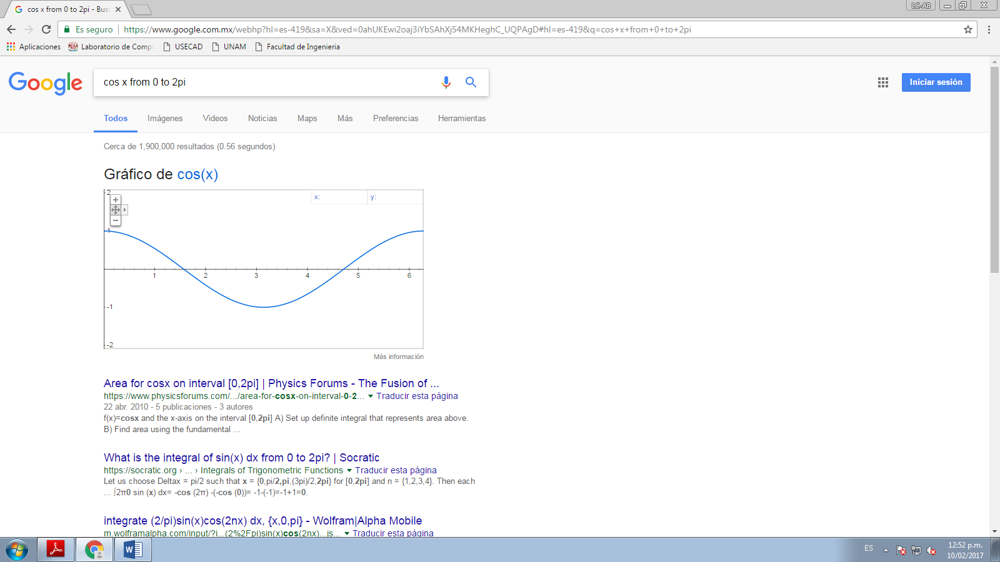 cos x from 0 to 2pi - Bus
LC-AB
Es seguro
https://www.google.com.mx/webhp?hl=es-419&sa=X&ved=0ahUKEwi2oaj3iYbSAhXj54MKHeghC_UQPAgD#hl=es-419&q=cos+x+from+0+to+2pi
Aplicaciones Laboratorio de Compu USECAD UNAM Facultad de Ingenieria
Google
cos x from 0 to 2pi
Iniciar sesión
Todos Imágenes Videos Noticias Maps Más Preferencias Herramientas
Cerca de 1,900,000 resultados (0.56 segundos)
Gráfico de cos(x)
2
x: y:
1
1 2 3 4 5 6
-1
-2
Más información
Area for cosx on interval [0,2pi] | Physics Forums - The Fusion of ...
https://www.physicsforums.com/.../area-for-cosx-on-interval-0-2... Traducir esta página
22 abr. 2010 - 5 publicaciones - 3 autores
f(x)=cosx and the x-axis on the interval [0,2pi] A) Set up definite integral that represents area above.
B) Find area using the fundamental ...
What is the integral of sin(x) dx from 0 to 2pi? | Socratic
https://socratic.org › ... › Integrals of Trigonometric Functions Traducir esta página
Let us choose Deltax = pi/2 such that x = {0,pi/2,pi,(3pi)/2,2pi} for [0,2pi] and n = {1,2,3,4}. Then each
... ∫2π0 sin (x) dx= -cos (2π) -(-cos (0))= -1-(-1)=-1+1=0.
integrate (2/pi)sin(x)cos(2nx) dx, {x,0,pi} - Wolfram|Alpha Mobile
m.wolframalpha.com/input/?i...(2%2Fpi)sin(x)cos(2nx)...js... Traducir esta página
ES
12:52 p.m.
10/02/2017